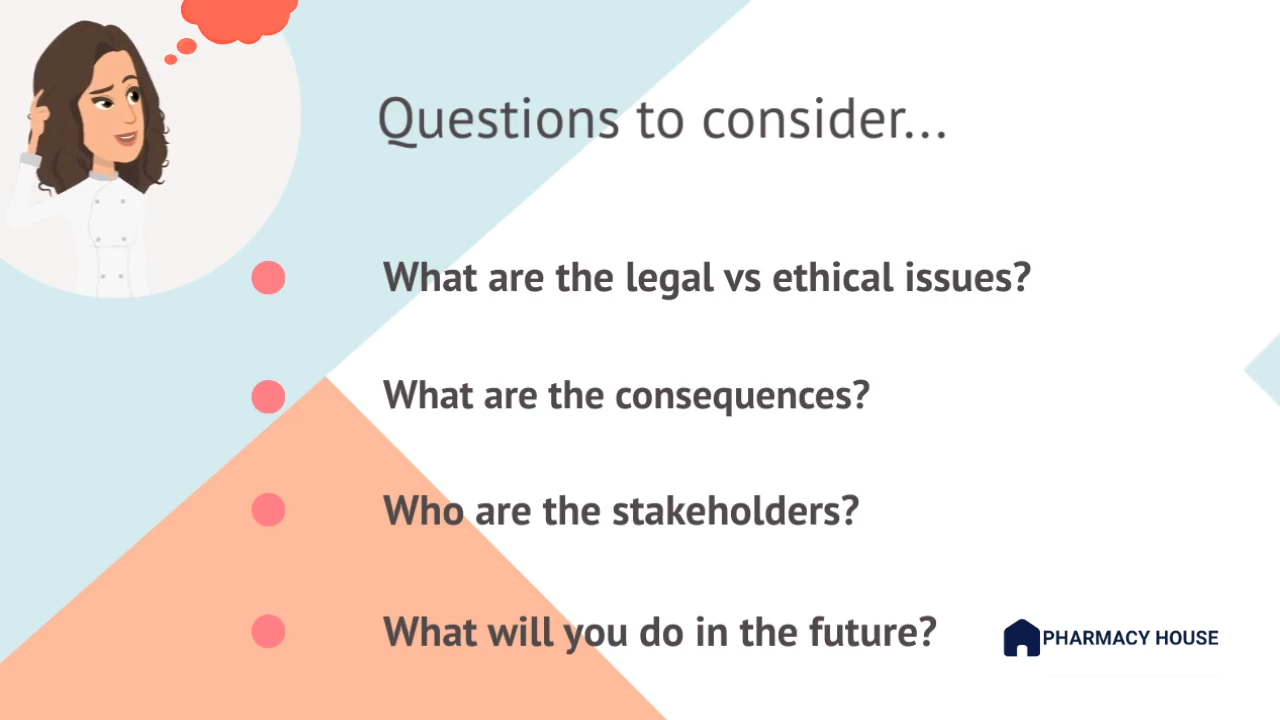 Questions to consider...
What are the legal vs ethical issues?
What are the consequences?
Who are the stakeholders?
What will you do in the future?
PHARMACY HOUSE